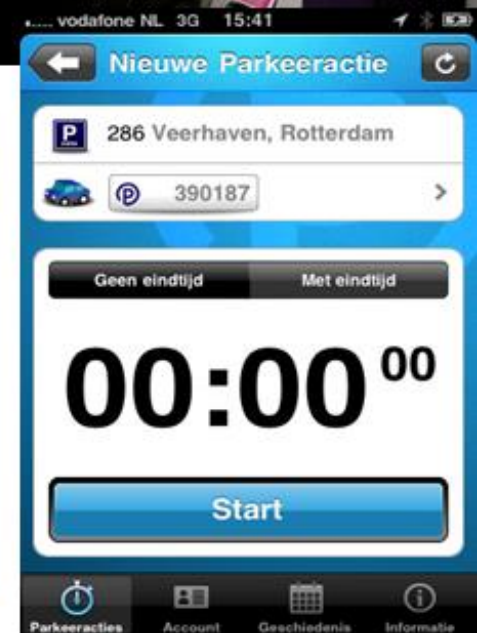 vodafone NL 3G 15:41
Nieuwe Parkeeractie
P 286 Veerhaven, Rotterdam
P 390187
Geen eindtijd Met eindtijd
00:00 00
Start
Parkeeracties Account Geschiedenis Informatie